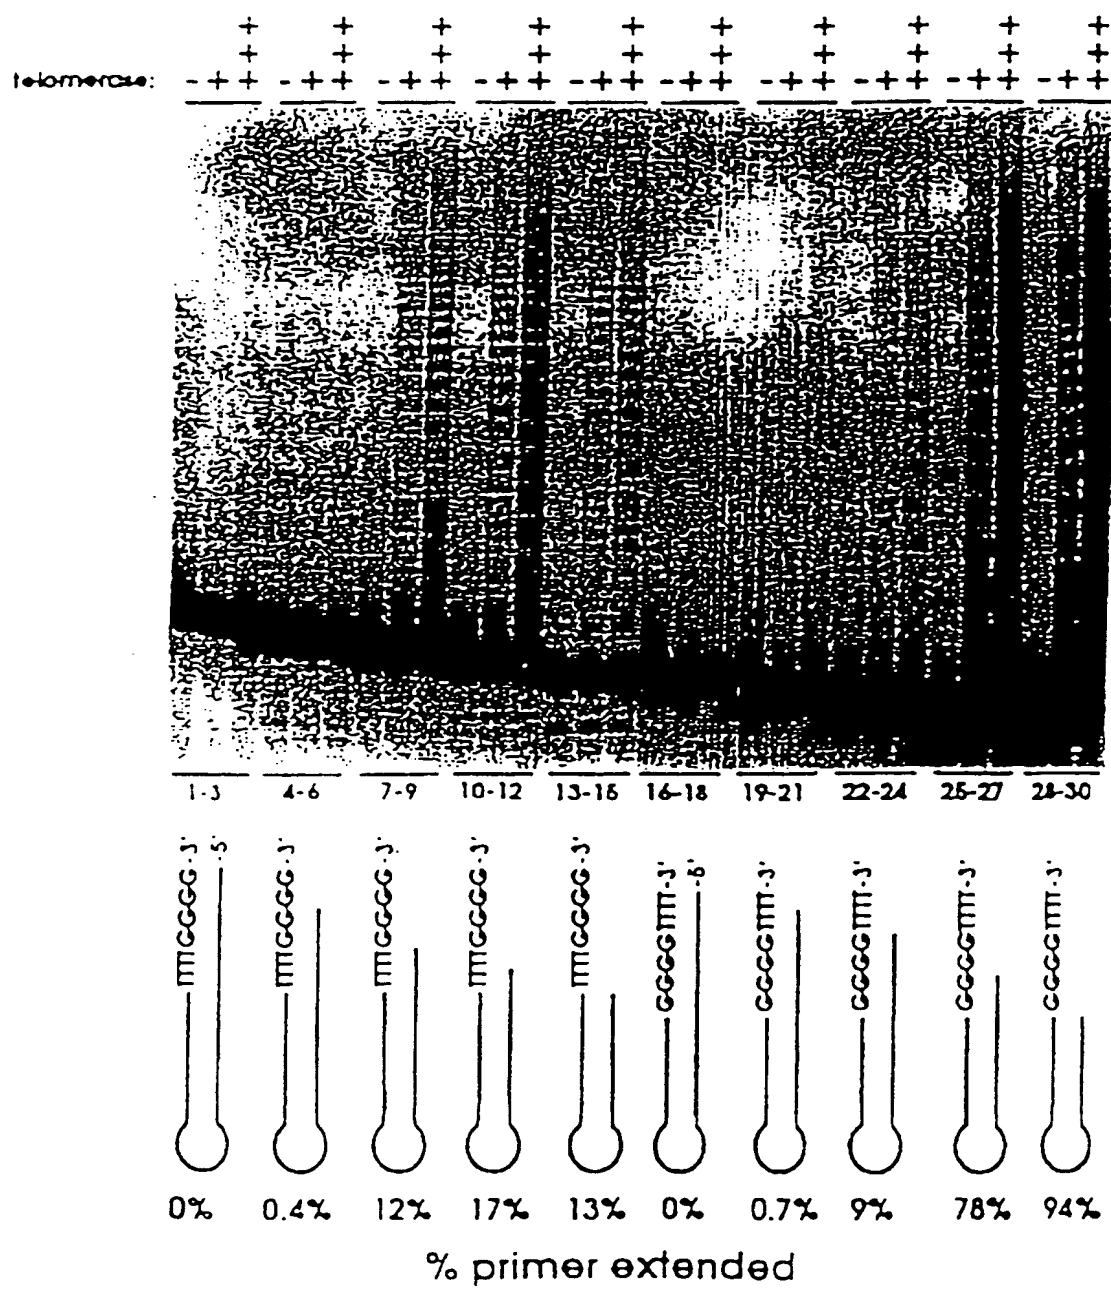 + + + + + + + + + +
+ + + + + + + + + +
telomerase: - + + - + + - + + - + + - + + - + + - + + - + + - + + - + +
1-3 4-6 7-9 10-12 13-15 16-18 19-21 22-24 25-27 28-30
TTTTGGGG-3' -5' TTTTGGGG-3' TTTTGGGG-3' TTTTGGGG-3' TTTTGGGG-3' GGGGTTTT-3' -5' GGGGTTTT-3' GGGGTTTT-3' GGGGTTTT-3' GGGGTTTT-3'
0% 0.4% 12% 17% 13% 0% 0.7% 9% 78% 94%
% primer extended